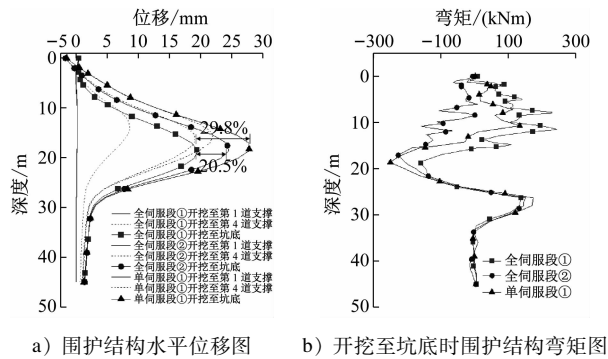 位移/mm
-5 0 5 10 15 20 25 30
0
10
20
30
40
50
深度/m
29.8%
20.5%
全伺服段①开挖至第1道支撑
全伺服段①开挖至第4道支撑
全伺服段①开挖至坑底
全伺服段②开挖至第1道支撑
全伺服段②开挖至第4道支撑
全伺服段②开挖至坑底
单伺服段①开挖至第1道支撑
单伺服段①开挖至第4道支撑
单伺服段①开挖至坑底
a）围护结构水平位移图
弯矩/(kNm)
-300 -100 100 300
0
10
20
30
40
50
深度/m
全伺服段①
全伺服段②
单伺服段①
b）开挖至坑底时围护结构弯矩图